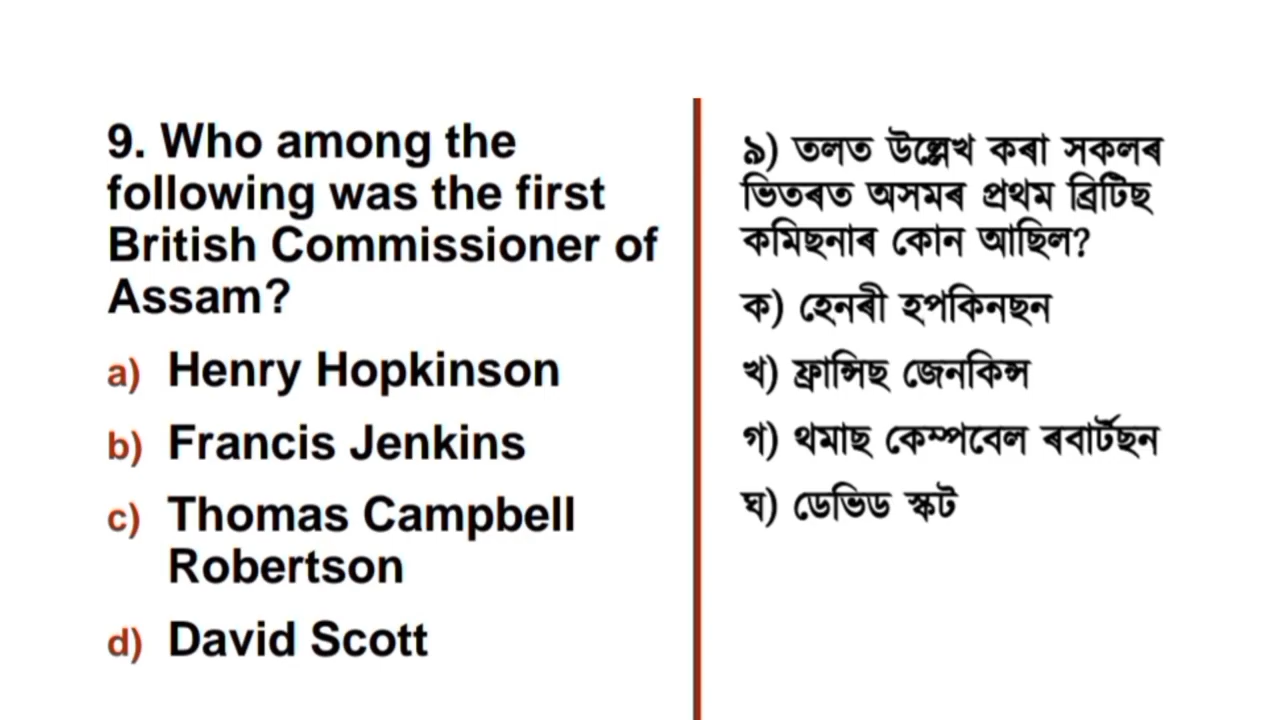 9. Who among the
following was the first
British Commissioner of
Assam?
a) Henry Hopkinson
b) Francis Jenkins
c) Thomas Campbell
Robertson
d) David Scott
৯) তলত উল্লেখ কৰা সকলৰ
ভিতৰত অসমৰ প্ৰথম ব্ৰিটিছ
কমিছনাৰ কোন আছিল?
ক) হেনৰী হপকিনছন
খ) ফ্ৰান্সিছ জেনকিন্স
গ) থমাছ কেম্পবেল ৰবাৰ্টছন
ঘ) ডেভিড স্কট